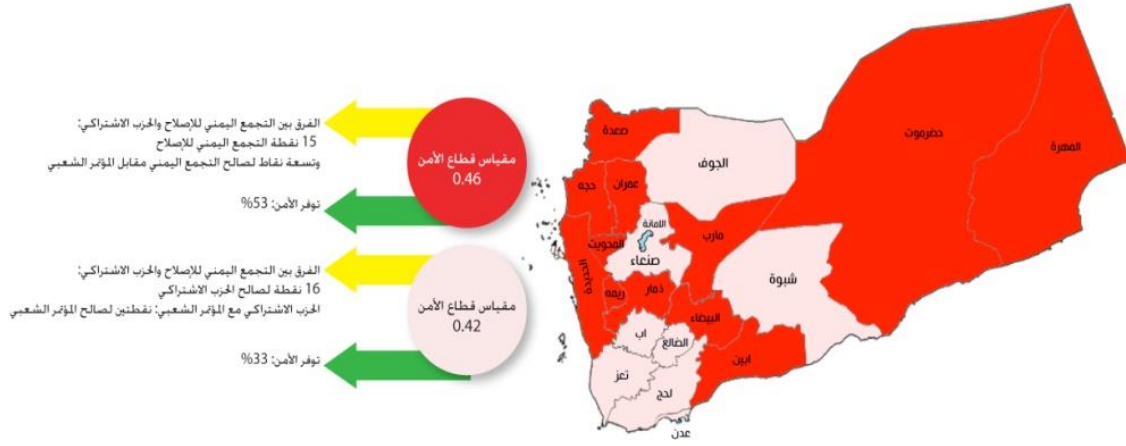 الفرق بين التجمع اليمني للإصلاح والحزب الاشتراكي:
15 نقطة التجمع اليمني للإصلاح
وتسعة نقاط لصالح التجمع اليمني مقابل المؤتمر الشعبي
توفر الأمن: 53%
مقياس قطاع الأمن
0.46
الفرق بين التجمع اليمني للإصلاح والحزب الاشتراكي:
16 نقطة لصالح الحزب الاشتراكي
الحزب الاشتراكي مع المؤتمر الشعبي: نقطتين لصالح المؤتمر الشعبي
توفر الأمن: 33%
مقياس قطاع الأمن
0.42
صعدة
الجوف
حضرموت
المهرة
حجه
عمران
الامانة
مارب
المحويت
صنعاء
الحديدة
شبوة
ريمه
ذمار
البيضاء
اب
الضالع
ابين
تعز
لحج
عدن